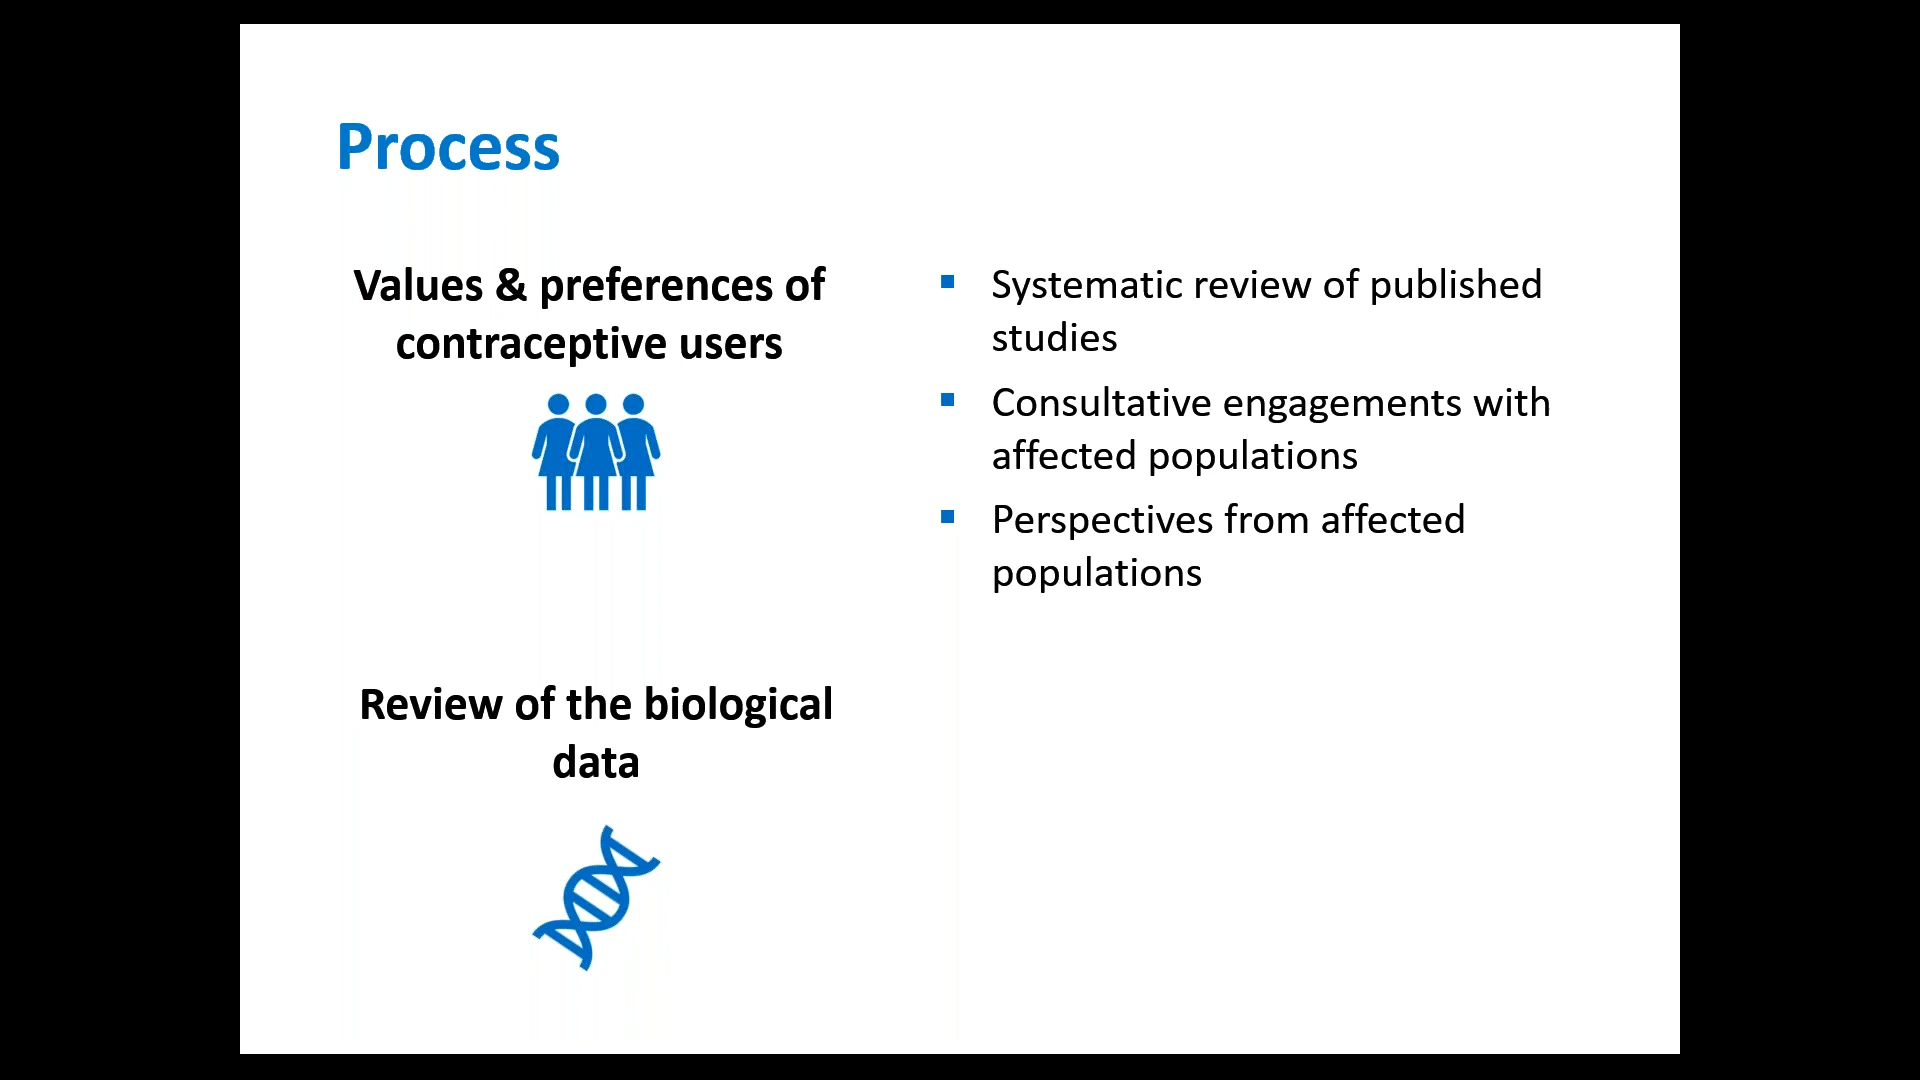 Process
Values & preferences of
contraceptive users
Systematic review of published
studies
Consultative engagements with
affected populations
Perspectives from affected
populations
Review of the biological
data